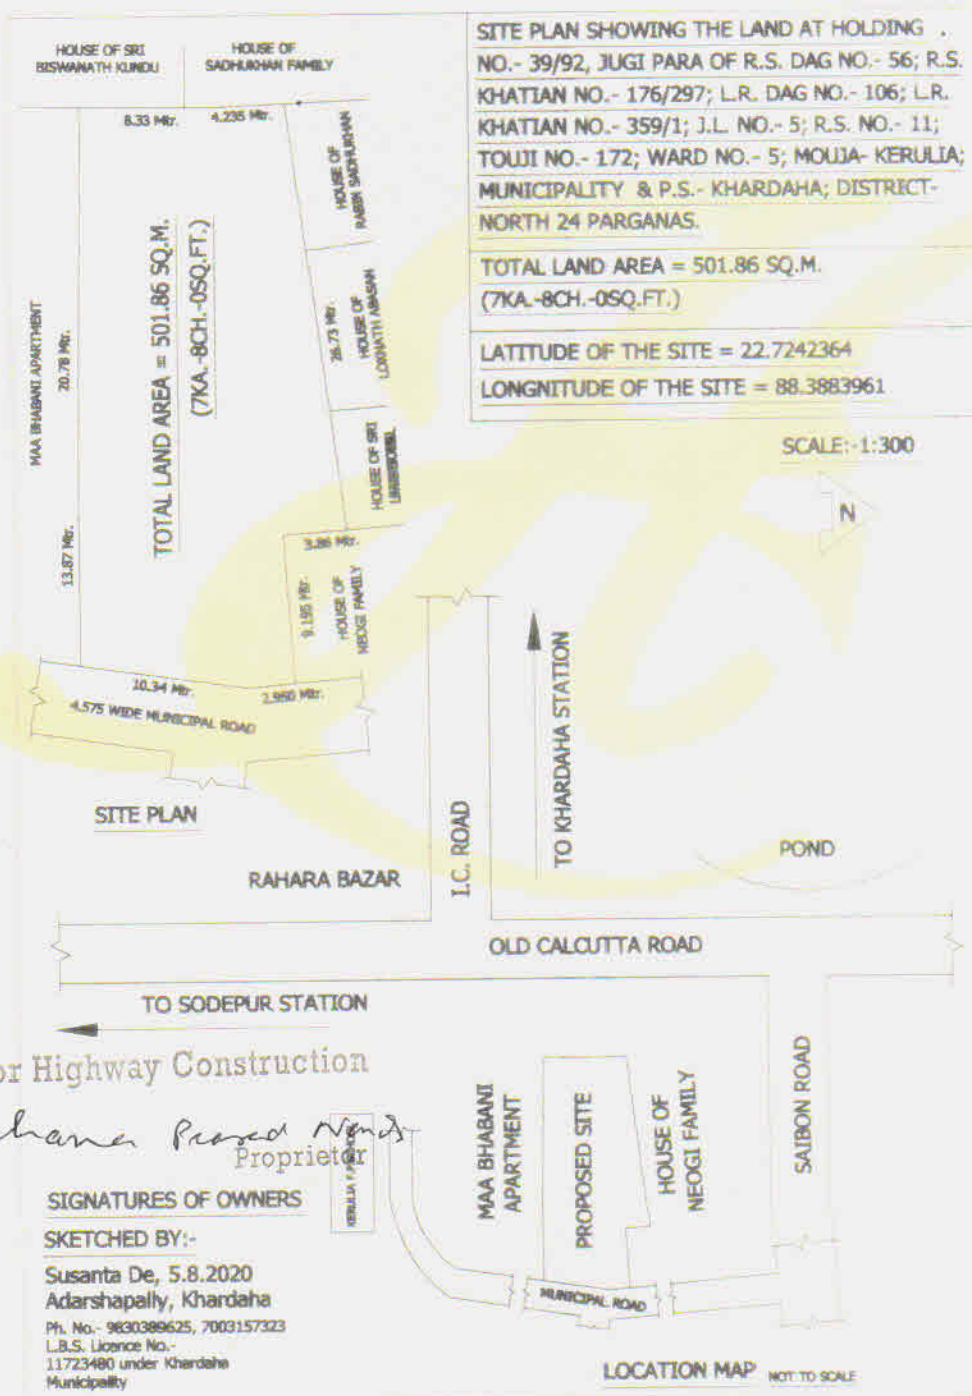 SITE PLAN SHOWING THE LAND AT HOLDING
NO.- 39/92, JUGI PARA OF R.S. DAG NO.- 56; R.S.
KHATIAN NO.- 176/297; L.R. DAG NO.- 106; L.R.
KHATIAN NO.- 359/1; J.L. NO.- 5; R.S. NO.- 11;
TOUJI NO.- 172; WARD NO.- 5; MOUJA- KERULIA;
MUNICIPALITY & P.S.- KHARDAHA; DISTRICT-
NORTH 24 PARGANAS.
TOTAL LAND AREA = 501.86 SQ.M.
(7KA.-8CH.-0SQ.FT.)
LATITUDE OF THE SITE = 22.7242364
LONGNITUDE OF THE SITE = 88.3883961
SCALE:-1:300
N
HOUSE OF SRI
BISWANATH KUNDU
HOUSE OF
SADHUKHAN FAMILY
8.33 Mtr.
4.235 Mtr.
HOUSE OF
RABIN SADHUKHAN
MAA BHABANI APARTMENT
20.78 Mtr.
13.87 Mtr.
TOTAL LAND AREA = 501.86 SQ.M.
(7KA.-8CH.-0SQ.FT.)
26.73 Mtr.
HOUSE OF
LOKNATH ABASAN
HOUSE OF SRI
3.86 Mtr.
9.195 Mtr.
HOUSE OF
NEOGI FAMILY
10.34 Mtr.
2.950 Mtr.
4.575 WIDE MUNICIPAL ROAD
SITE PLAN
RAHARA BAZAR
I.C. ROAD
TO KHARDAHA STATION
POND
OLD CALCUTTA ROAD
TO SODEPUR STATION
or Highway Construction
Prasad
Proprietor
SIGNATURES OF OWNERS
SKETCHED BY:-
Susanta De, 5.8.2020
Adarshapally, Khardaha
Ph. No.- 9830389625, 7003157323
L.B.S. Licence No.-
11723480 under Khardaha
Municipality
KERULIA F.P. SCHOOL
MAA BHABANI
APARTMENT
PROPOSED SITE
HOUSE OF
NEOGI FAMILY
SAIBON ROAD
MUNICIPAL ROAD
LOCATION MAP NOT TO SCALE